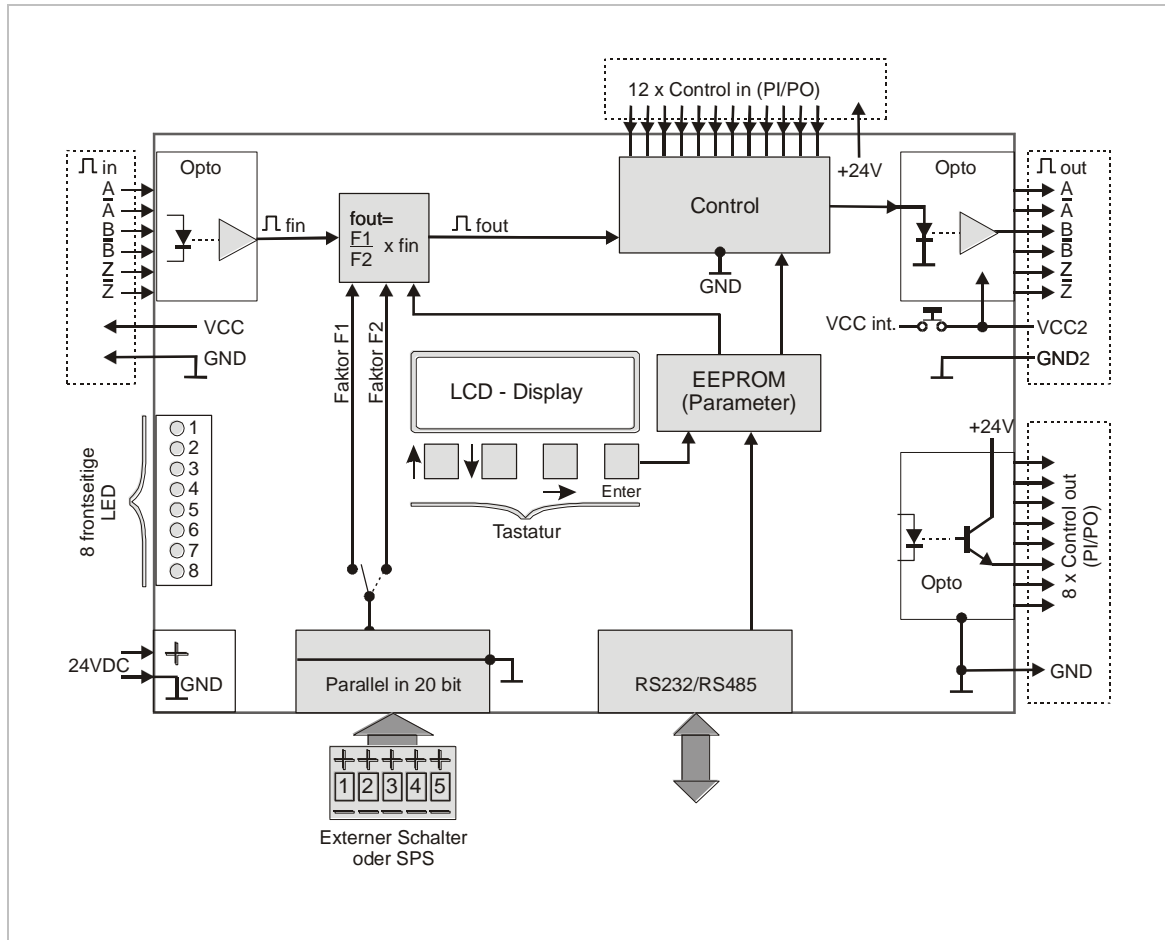 12 x Control in (PI/PO)
+24V
in
A
A̅
B
B̅
Z
Z̅
Opto
fin
fout=
F1
F2
x fin
fout
Control
GND
Opto
out
A
A̅
B
B̅
Z
Z̅
VCC
GND
VCC int.
VCC2
GND2
Faktor F1
Faktor F2
LCD - Display
EEPROM
(Parameter)
Enter
Tastatur
8 frontseitige
LED
1
2
3
4
5
6
7
8
+24V
Opto
8 x Control out
(PI/PO)
GND
24VDC
+
GND
Parallel in 20 bit
RS232/RS485
+ + + + +
1 2 3 4 5
– – – – –
Externer Schalter
oder SPS